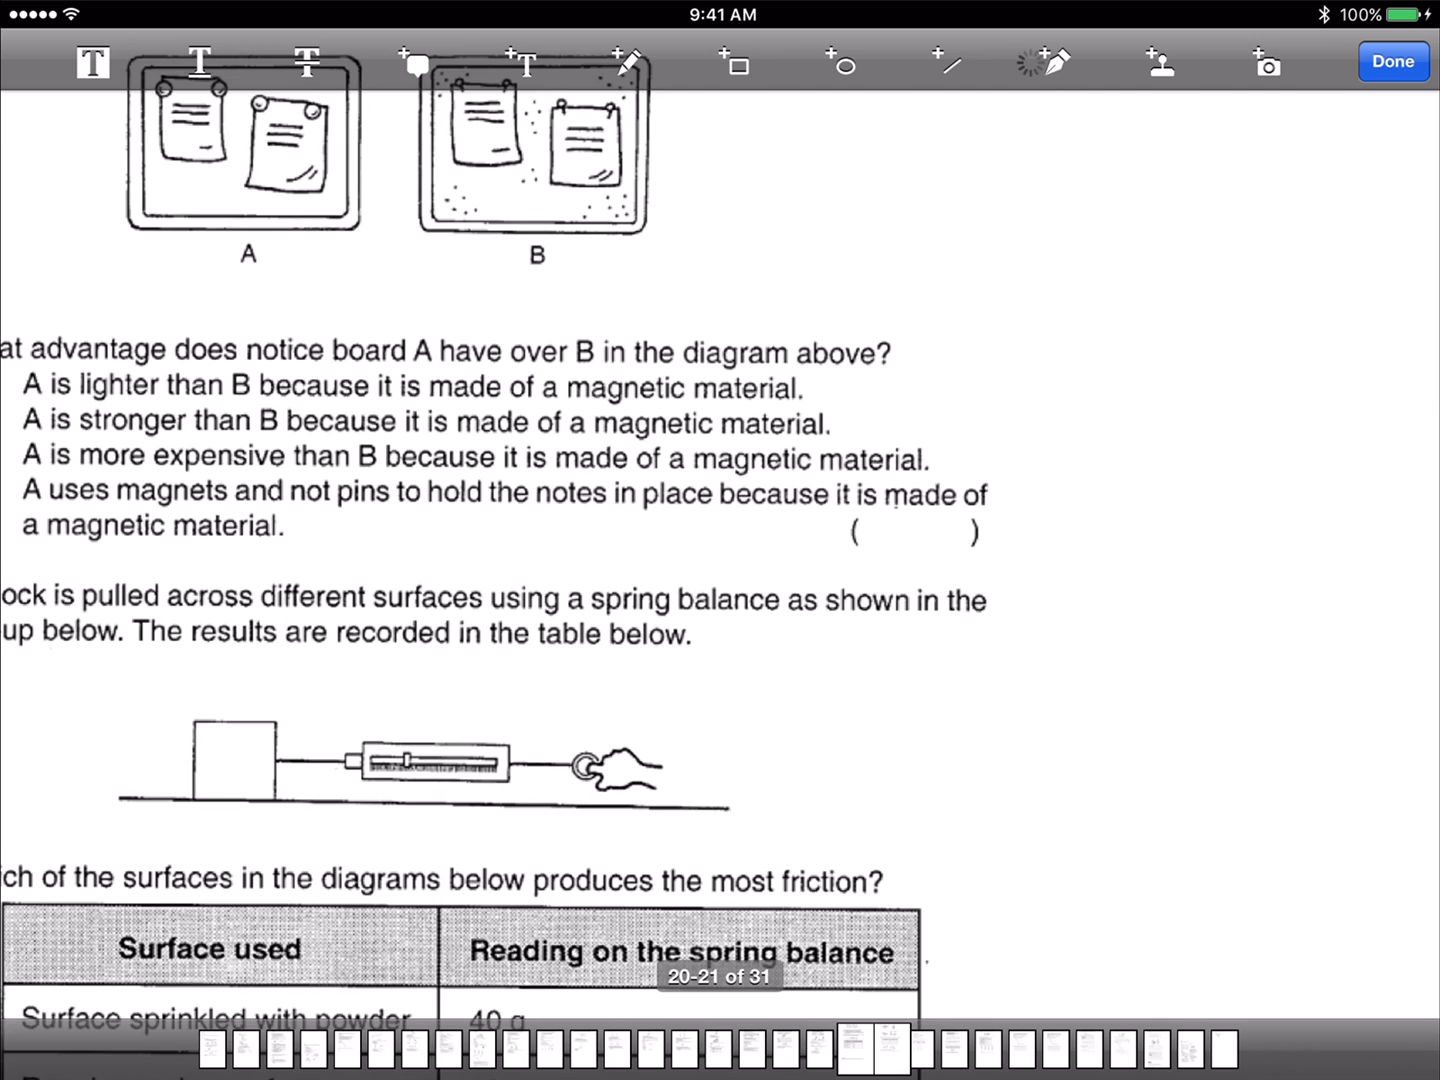 9:41 AM
100%
Done
A
B
at advantage does notice board A have over B in the diagram above?
A is lighter than B because it is made of a magnetic material.
A is stronger than B because it is made of a magnetic material.
A is more expensive than B because it is made of a magnetic material.
A uses magnets and not pins to hold the notes in place because it is made of
a magnetic material. ( )
ock is pulled across different surfaces using a spring balance as shown in the
up below. The results are recorded in the table below.
ich of the surfaces in the diagrams below produces the most friction?
Surface used
Reading on the spring balance
20-21 of 31
Surface sprinkled with powder
40 g